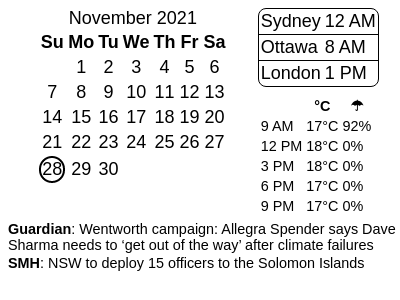 November 2021
Su Mo Tu We Th Fr Sa
1 2 3 4 5 6
7 8 9 10 11 12 13
14 15 16 17 18 19 20
21 22 23 24 25 26 27
28 29 30
Sydney 12 AM
Ottawa 8 AM
London 1 PM
°C ☂
9 AM 17°C 92%
12 PM 18°C 0%
3 PM 18°C 0%
6 PM 17°C 0%
9 PM 17°C 0%
Guardian: Wentworth campaign: Allegra Spender says Dave
Sharma needs to ‘get out of the way’ after climate failures
SMH: NSW to deploy 15 officers to the Solomon Islands